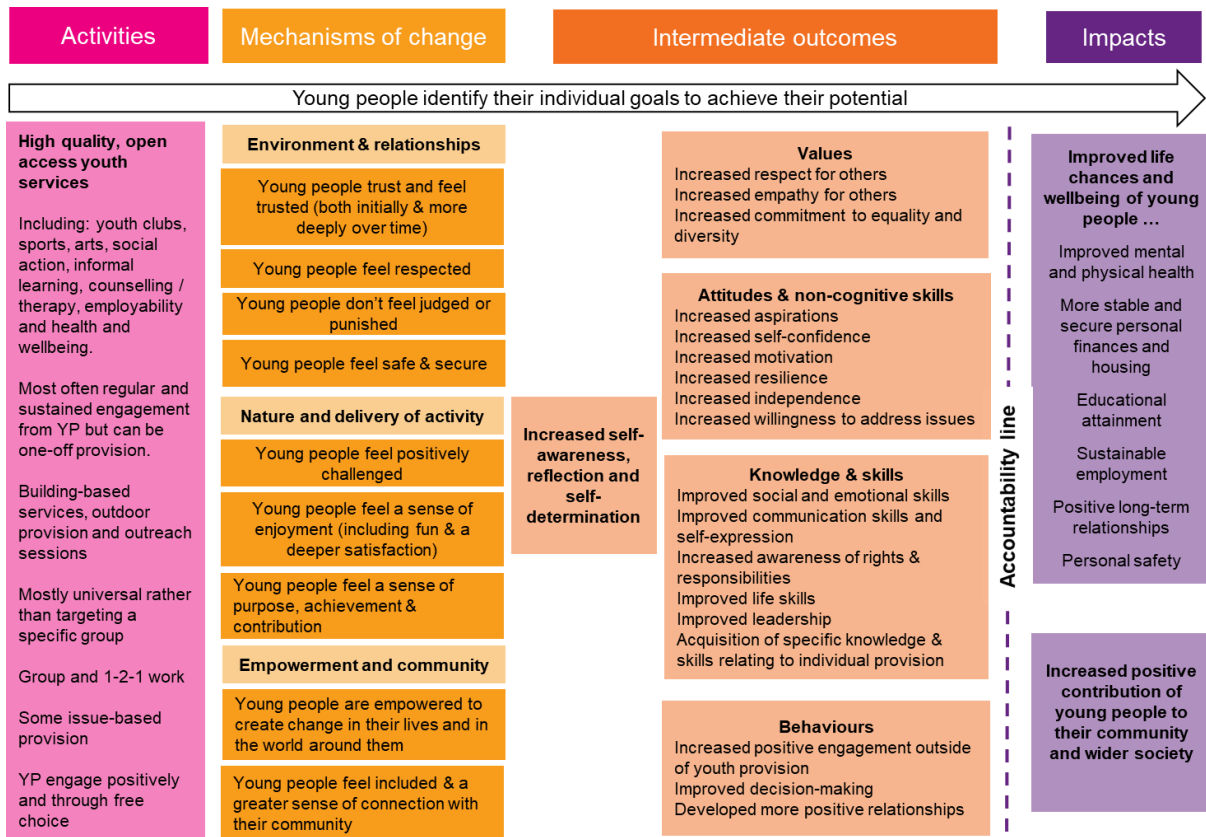 Activities
Mechanisms of change
Intermediate outcomes
Impacts
Young people identify their individual goals to achieve their potential
High quality, open
access youth
services
Including: youth clubs,
sports, arts, social
action, informal
learning, counselling /
therapy, employability
and health and
wellbeing.
Most often regular and
sustained engagement
from YP but can be
one-off provision.
Building-based
services, outdoor
provision and outreach
sessions
Mostly universal rather
than targeting a
specific group
Group and 1-2-1 work
Some issue-based
provision
YP engage positively
and through free
choice
Environment & relationships
Young people trust and feel
trusted (both initially & more
deeply over time)
Young people feel respected
Young people don’t feel judged or
punished
Young people feel safe & secure
Nature and delivery of activity
Young people feel positively
challenged
Young people feel a sense of
enjoyment (including fun & a
deeper satisfaction)
Young people feel a sense of
purpose, achievement &
contribution
Empowerment and community
Young people are empowered to
create change in their lives and in
the world around them
Young people feel included & a
greater sense of connection with
their community
Increased self-
awareness,
reflection and
self-
determination
Values
Increased respect for others
Increased empathy for others
Increased commitment to equality and
diversity
Attitudes & non-cognitive skills
Increased aspirations
Increased self-confidence
Increased motivation
Increased resilience
Increased independence
Increased willingness to address issues
Knowledge & skills
Improved social and emotional skills
Improved communication skills and
self-expression
Increased awareness of rights &
responsibilities
Improved life skills
Improved leadership
Acquisition of specific knowledge &
skills relating to individual provision
Behaviours
Increased positive engagement outside
of youth provision
Improved decision-making
Developed more positive relationships
Accountability line
Improved life
chances and
wellbeing of young
people …
Improved mental
and physical health
More stable and
secure personal
finances and
housing
Educational
attainment
Sustainable
employment
Positive long-term
relationships
Personal safety
Increased positive
contribution of
young people to
their community
and wider society